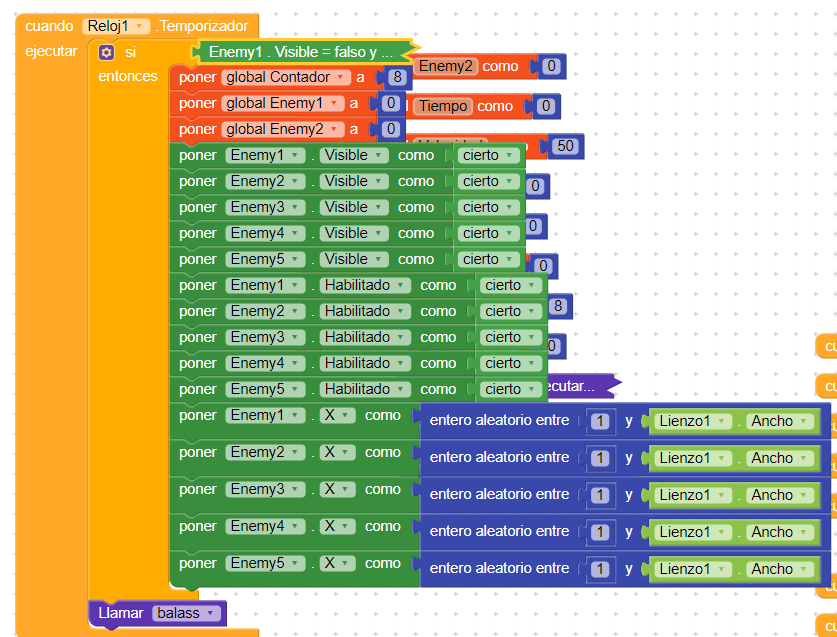 cuando Reloj1 .Temporizador
ejecutar si Enemy1 . Visible = falso y ...
entonces
Enemy2 como 0
poner global Contador a 8
poner global Enemy1 a 0 Tiempo como 0
poner global Enemy2 a 0
50
poner Enemy1 . Visible como cierto
poner Enemy2 . Visible como cierto 0
poner Enemy3 . Visible como cierto
poner Enemy4 . Visible como cierto 0
poner Enemy5 . Visible como cierto 0
poner Enemy1 . Habilitado como cierto
poner Enemy2 . Habilitado como cierto 8
poner Enemy3 . Habilitado como cierto 0
poner Enemy4 . Habilitado como cierto
poner Enemy5 . Habilitado como cierto ecutar...
poner Enemy1 . X como entero aleatorio entre 1 y Lienzo1 . Ancho
poner Enemy2 . X como entero aleatorio entre 1 y Lienzo1 . Ancho
poner Enemy3 . X como entero aleatorio entre 1 y Lienzo1 . Ancho
poner Enemy4 . X como entero aleatorio entre 1 y Lienzo1 . Ancho
poner Enemy5 . X como entero aleatorio entre 1 y Lienzo1 . Ancho
Llamar balass